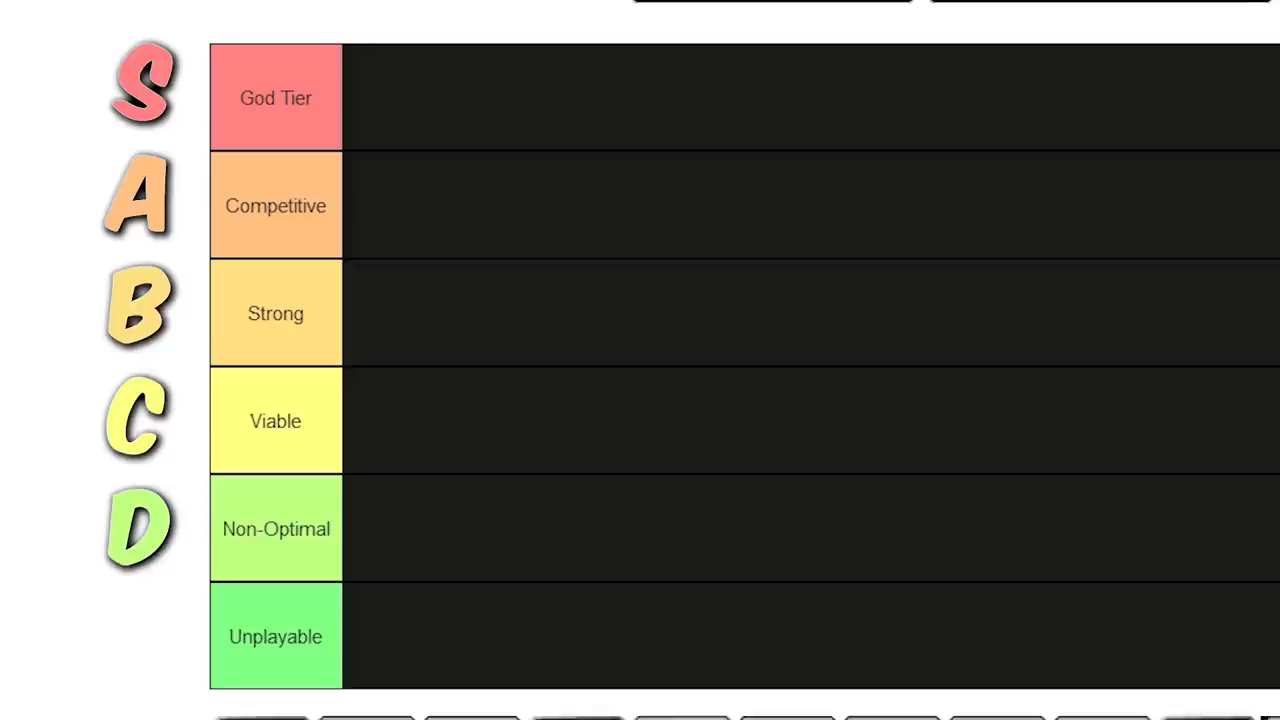 S
God Tier
A
Competitive
B
Strong
C
Viable
D
Non-Optimal
Unplayable